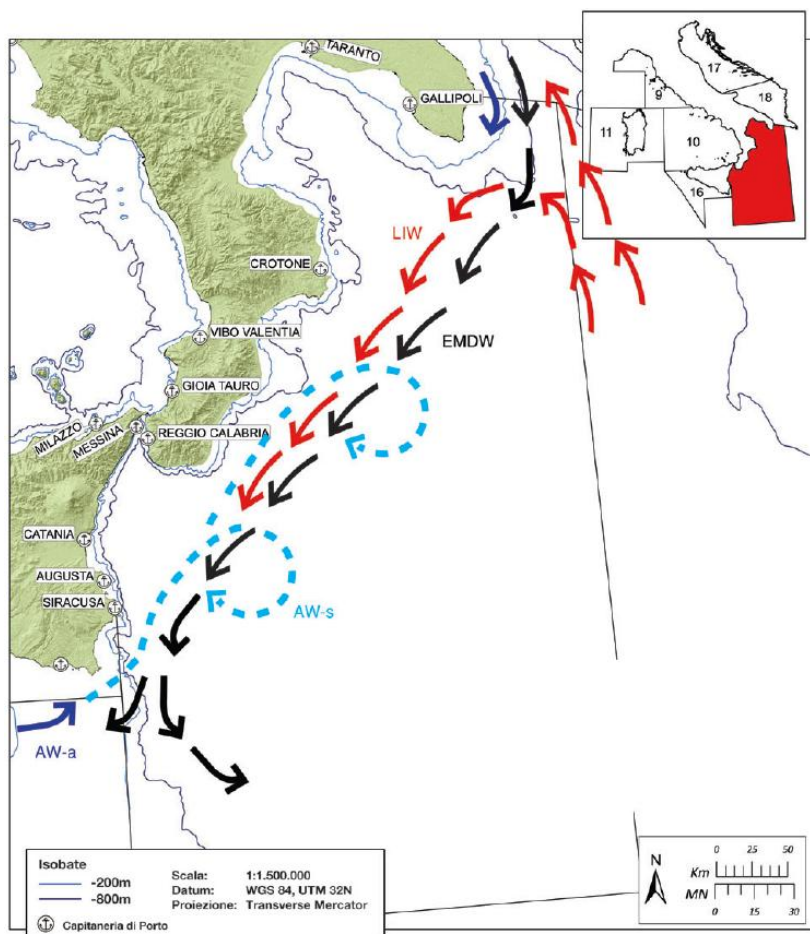 TARANTO
GALLIPOLI
17
9
18
11
10
16
LIW
CROTONE
VIBO VALENTIA
EMDW
GIOIA TAURO
MILAZZO
MESSINA
REGGIO CALABRIA
CATANIA
AUGUSTA
SIRACUSA
AW-s
AW-a
Isobate
-200m
-800m
Capitaneria di Porto
Scala: 1:1.500.000
Datum: WGS 84, UTM 32N
Proiezione: Transverse Mercator
N
0 25 50
Km
MN
0 15 30